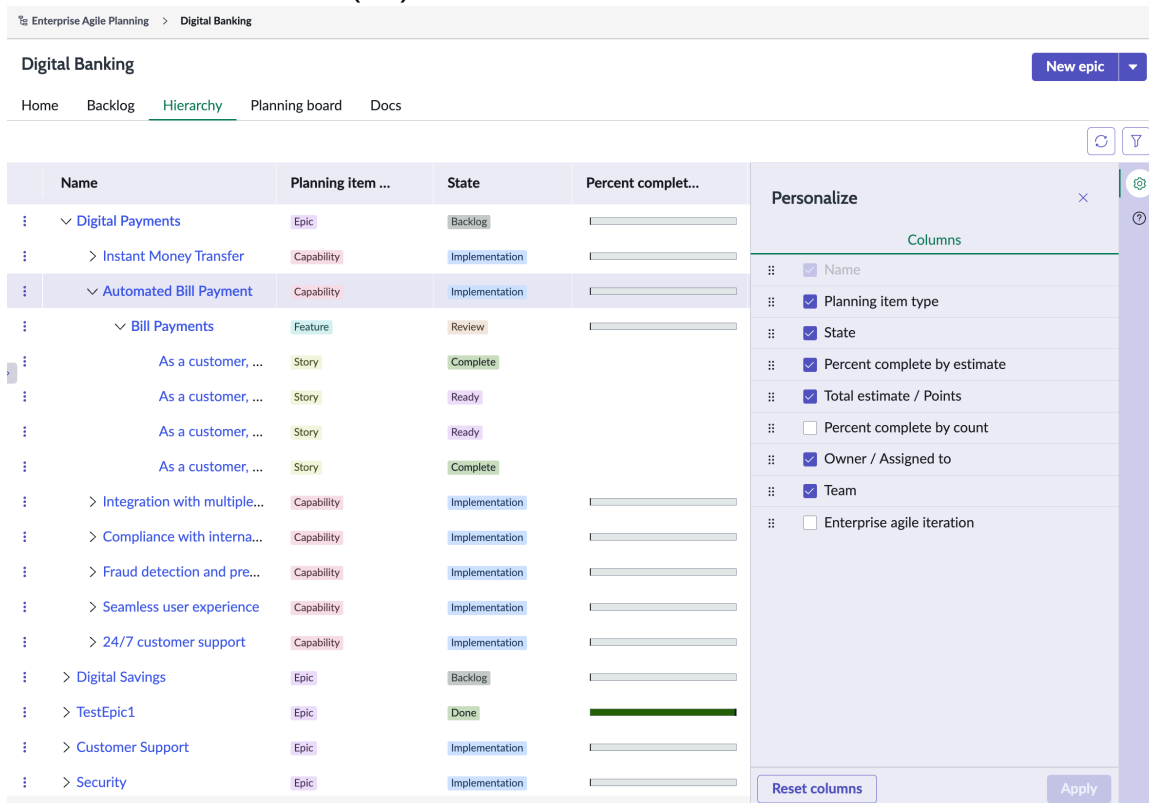 Enterprise Agile Planning > Digital Banking
Digital Banking
New epic
Home Backlog Hierarchy Planning board Docs
Name Planning item ... State Percent complet...
Digital Payments Epic Backlog
Instant Money Transfer Capability Implementation
Automated Bill Payment Capability Implementation
Bill Payments Feature Review
As a customer, ... Story Complete
As a customer, ... Story Ready
As a customer, ... Story Ready
As a customer, ... Story Complete
Integration with multiple... Capability Implementation
Compliance with interna... Capability Implementation
Fraud detection and pre... Capability Implementation
Seamless user experience Capability Implementation
24/7 customer support Capability Implementation
Digital Savings Epic Backlog
TestEpic1 Epic Done
Customer Support Epic Implementation
Security Epic Implementation
Personalize
Columns
Name
Planning item type
State
Percent complete by estimate
Total estimate / Points
Percent complete by count
Owner / Assigned to
Team
Enterprise agile iteration
Reset columns Apply